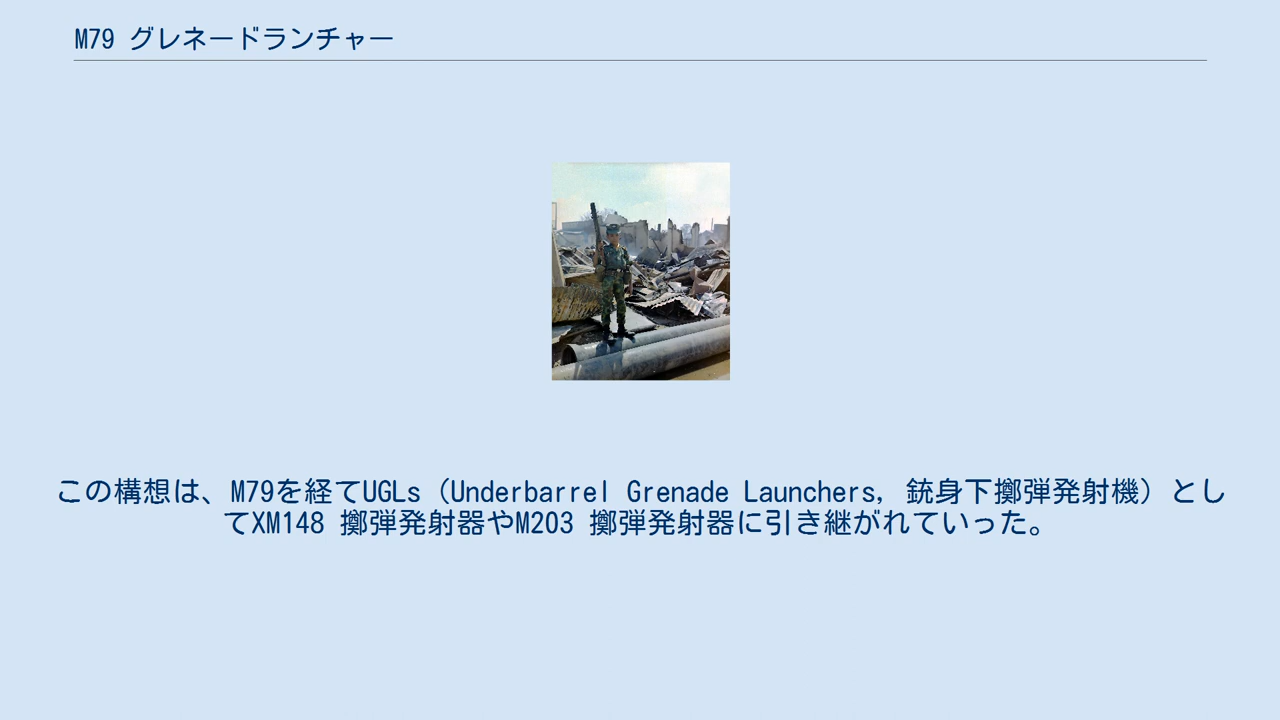 M79 グレネードランチャー
この構想は、M79を経てUGLs（Underbarrel Grenade Launchers, 銃身下擲弾発射機）とし
てXM148 擲弾発射器やM203 擲弾発射器に引き継がれていった。